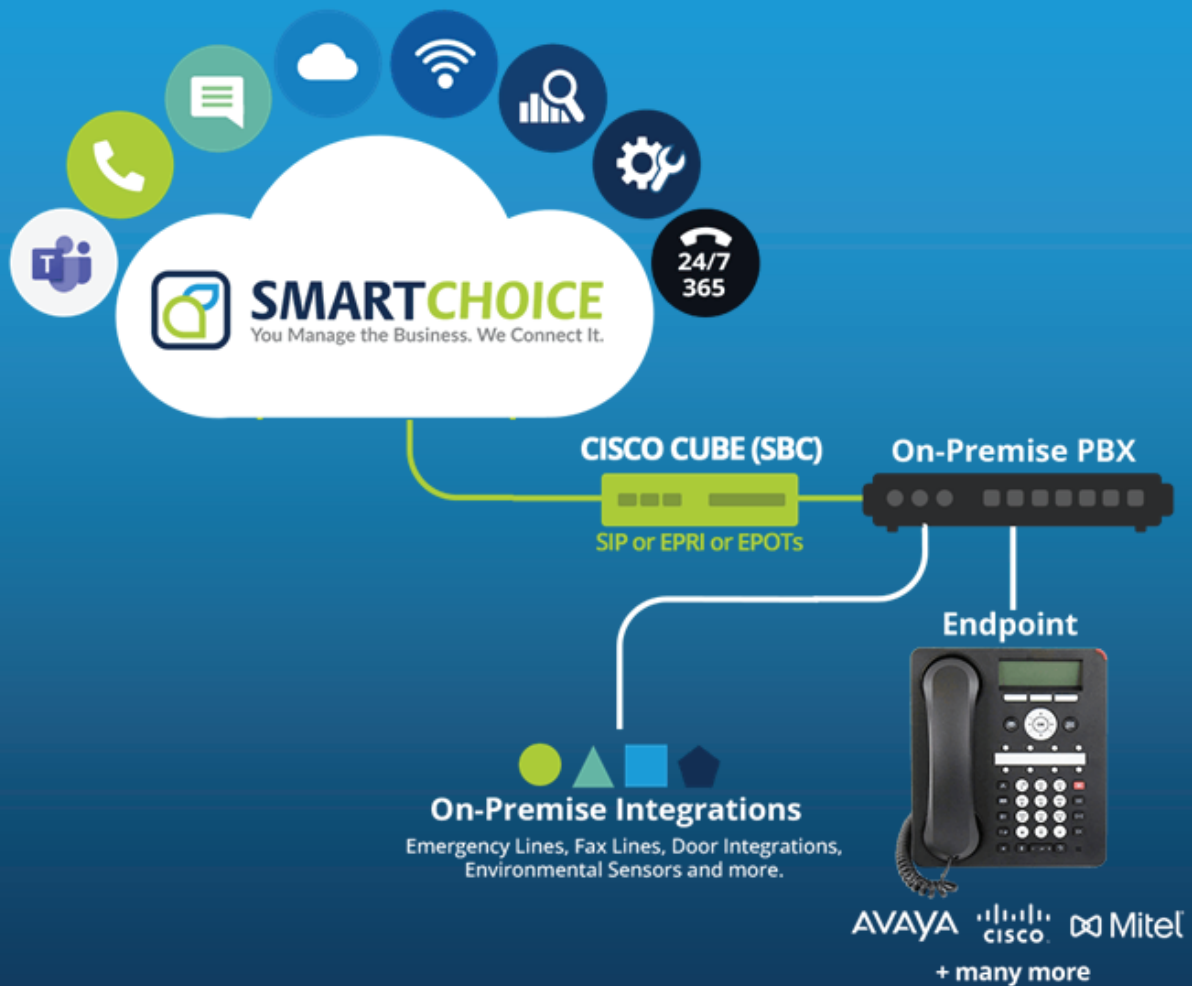 T
24/7
365
SMARTCHOICE
You Manage the Business. We Connect It.
CISCO CUBE (SBC)
On-Premise PBX
SIP or EPRI or EPOTs
Endpoint
On-Premise Integrations
Emergency Lines, Fax Lines, Door Integrations,
Environmental Sensors and more.
AVAYA CISCO Mitel
+ many more